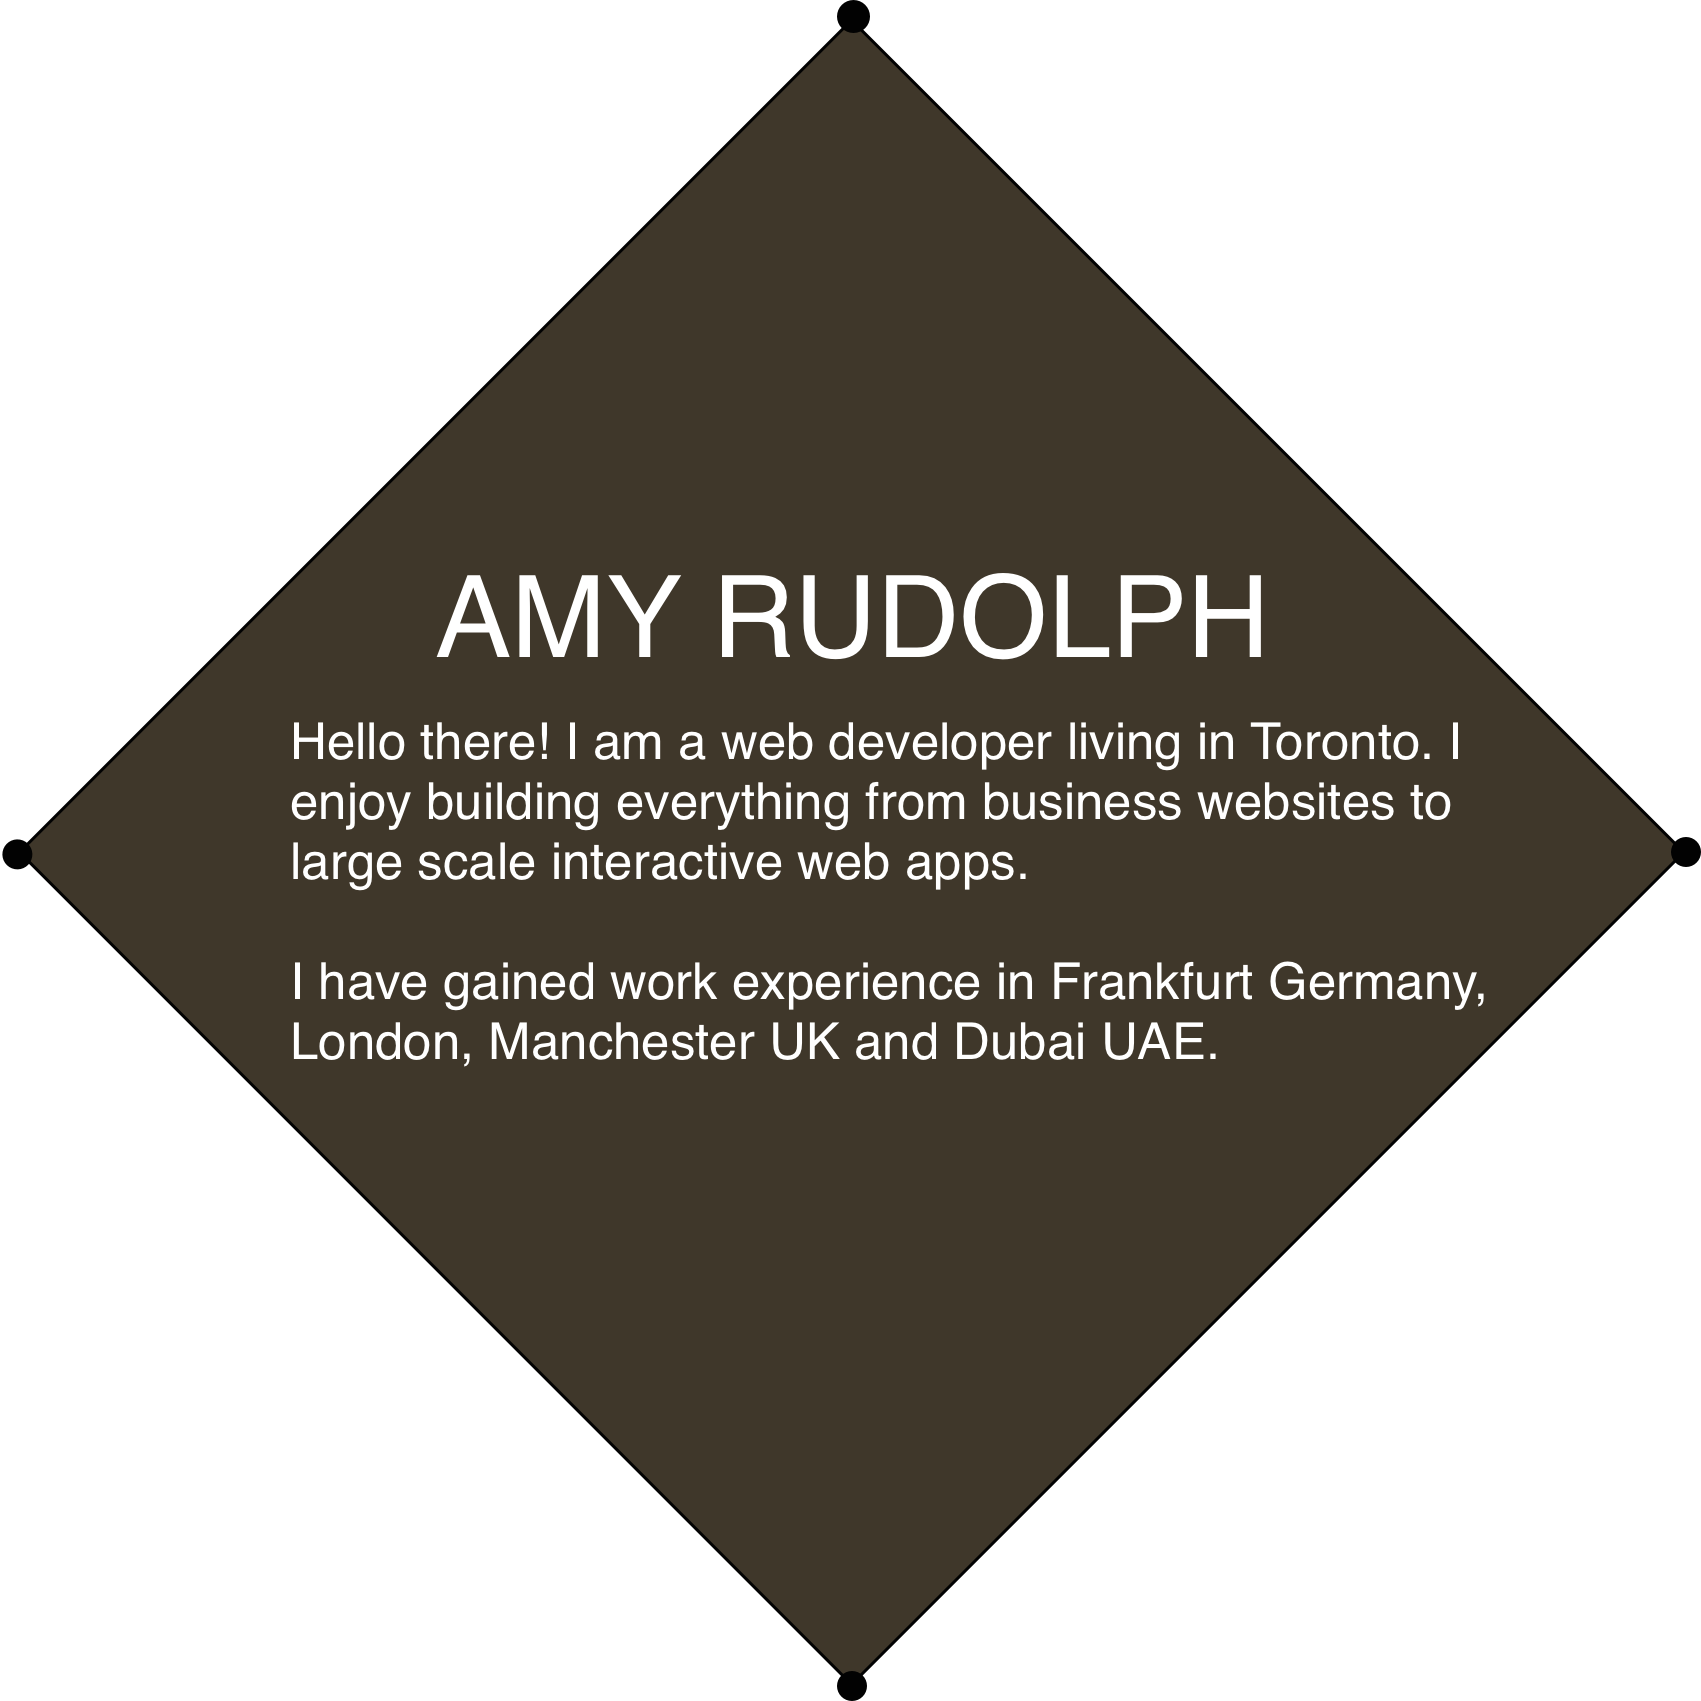 AMY RUDOLPH
Hello there! I am a web developer living in Toronto. I
enjoy building everything from business websites to
large scale interactive web apps.
I have gained work experience in Frankfurt Germany,
London, Manchester UK and Dubai UAE.